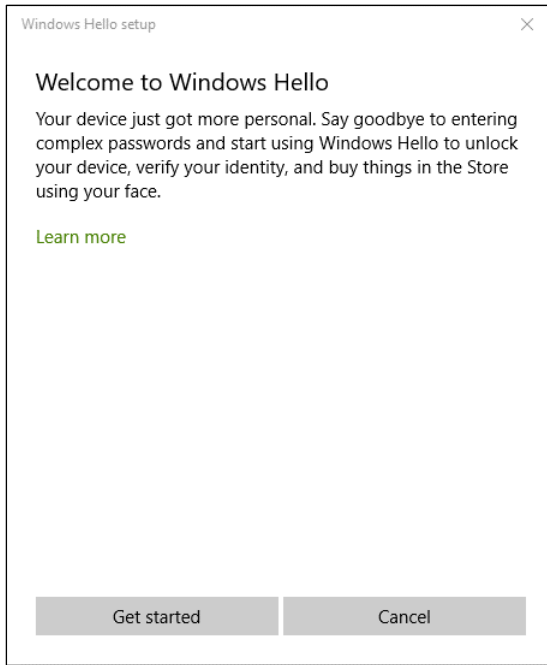 Windows Hello setup
Welcome to Windows Hello
Your device just got more personal. Say goodbye to entering
complex passwords and start using Windows Hello to unlock
your device, verify your identity, and buy things in the Store
using your face.
Learn more
Get started
Cancel